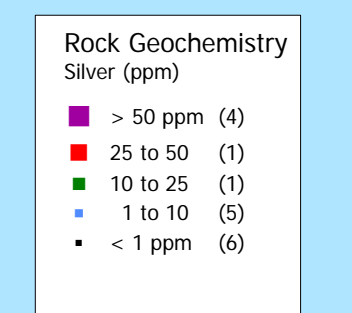 Rock Geochemistry
Silver (ppm)
> 50 ppm (4)
25 to 50 (1)
10 to 25 (1)
1 to 10 (5)
< 1 ppm (6)